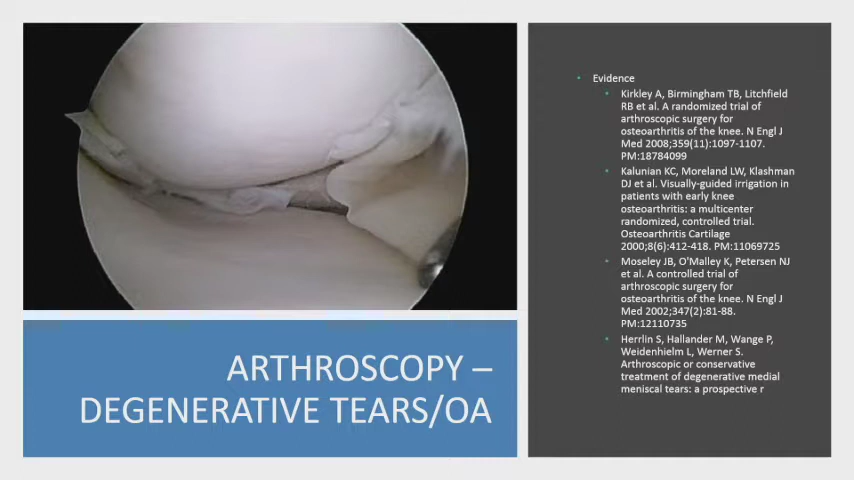 ARTHROSCOPY –
DEGENERATIVE TEARS/OA
• Evidence
• Kirkley A, Birmingham TB, Litchfield
RB et al. A randomized trial of
arthroscopic surgery for
osteoarthritis of the knee. N Engl J
Med 2008;359(11):1097-1107.
PM:18784099
• Kalunian KC, Moreland LW, Klashman
DJ et al. Visually-guided irrigation in
patients with early knee
osteoarthritis: a multicenter
randomized, controlled trial.
Osteoarthritis Cartilage
2000;8(6):412-418. PM:11069725
• Moseley JB, O'Malley K, Petersen NJ
et al. A controlled trial of
arthroscopic surgery for
osteoarthritis of the knee. N Engl J
Med 2002;347(2):81-88.
PM:12110735
• Herrlin S, Hallander M, Wange P,
Weidenhielm L, Werner S.
Arthroscopic or conservative
treatment of degenerative medial
meniscal tears: a prospective r